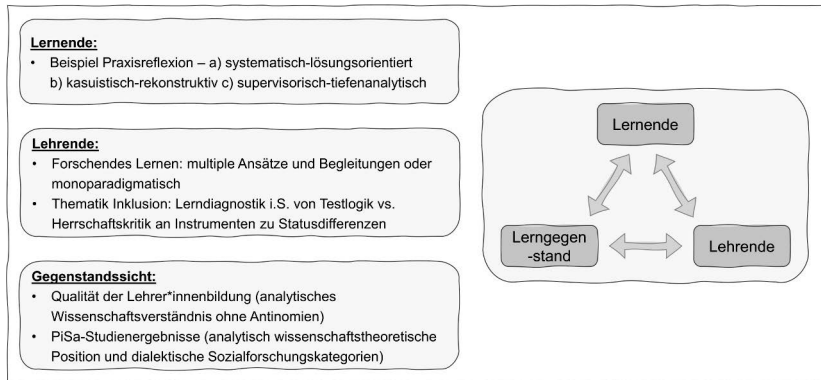 Lernende:
• Beispiel Praxisreflexion – a) systematisch-lösungsorientiert
b) kasuistisch-rekonstruktiv c) supervisorisch-tiefenanalytisch
Lehrende:
• Forschendes Lernen: multiple Ansätze und Begleitungen oder
monoparadigmatisch
• Thematik Inklusion: Lerndiagnostik i.S. von Testlogik vs.
Herrschaftskritik an Instrumenten zu Statusdifferenzen
Gegenstandssicht:
• Qualität der Lehrer*innenbildung (analytisches
Wissenschaftsverständnis ohne Antinomien)
• PiSa-Studienergebnisse (analytisch wissenschaftstheoretische
Position und dialektische Sozialforschungskategorien)
Lernende
Lerngegen
-stand
Lehrende